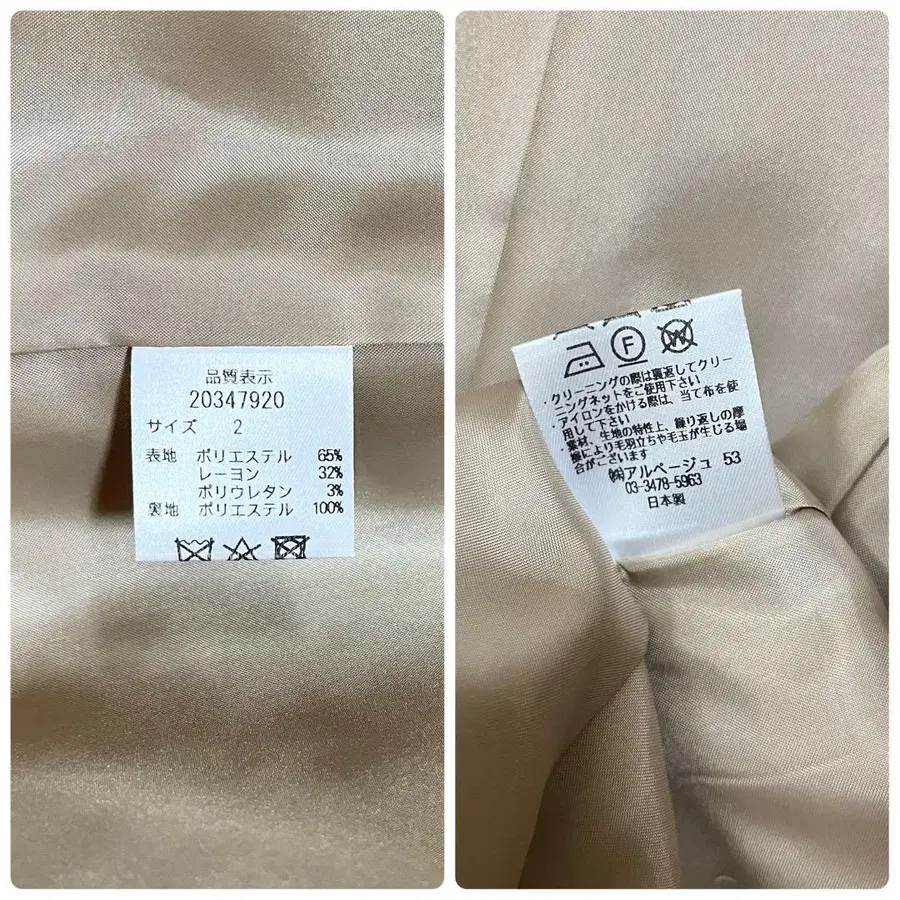 品質表示
20347920
サイズ 2
表地 ポリエステル 65%
レーヨン 32%
ポリウレタン 3%
裏地 ポリエステル 100%
F
W
・クリーニングの際は裏返してクリー
ニングネットをご使用下さい
・アイロンをかける際は、当て布を使
用して下さい
・素材、生地の特性上、繰り返しの摩
擦により毛羽立ちや毛玉が生じる場
合がございます
㈱アルページュ 53
03-3478-5963
日本製